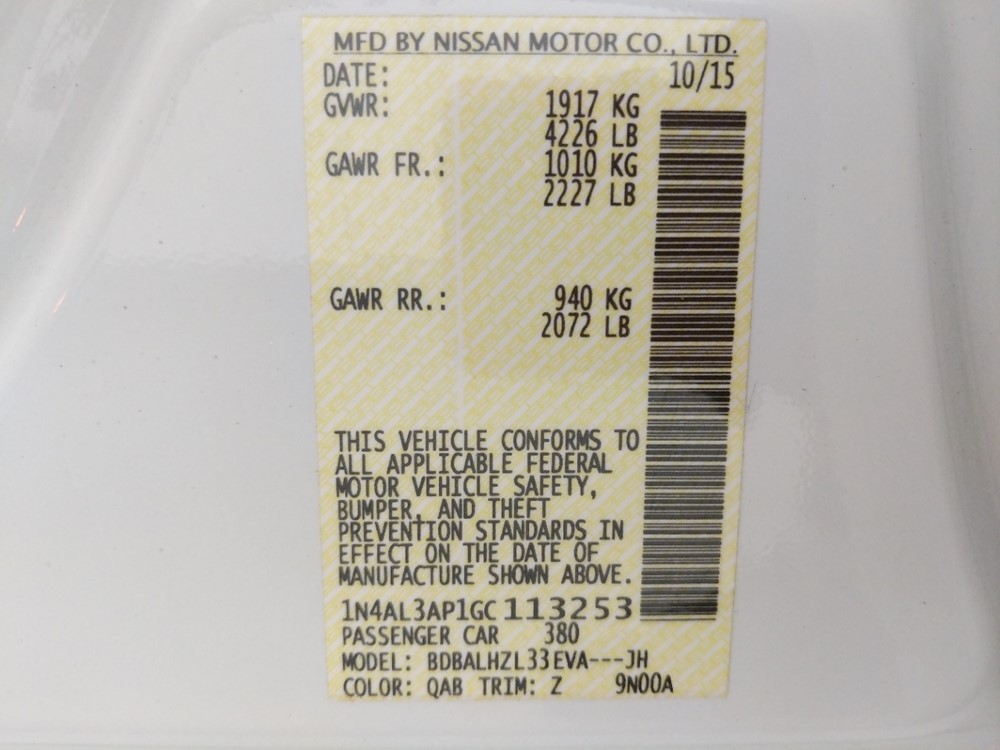 MFD BY NISSAN MOTOR CO., LTD.
DATE: 10/15
GVWR: 1917 KG
4226 LB
GAWR FR.: 1010 KG
2227 LB
GAWR RR.: 940 KG
2072 LB
THIS VEHICLE CONFORMS TO
ALL APPLICABLE FEDERAL
MOTOR VEHICLE SAFETY,
BUMPER, AND THEFT
PREVENTION STANDARDS IN
EFFECT ON THE DATE OF
MANUFACTURE SHOWN ABOVE.
1N4AL3AP1GC113253
PASSENGER CAR 380
MODEL: BDBALHZL33EVA---JH
COLOR: QAB TRIM: Z 9N00A